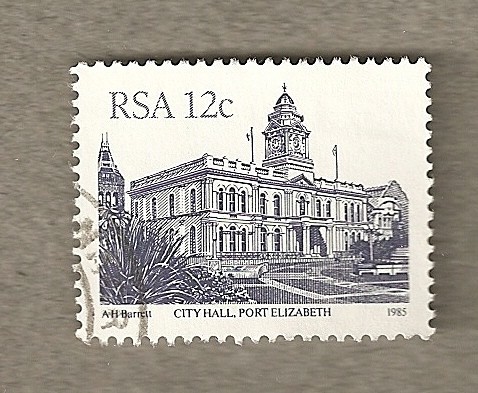 RSA 12c
A H Barrett CITY HALL, PORT ELIZABETH 1985